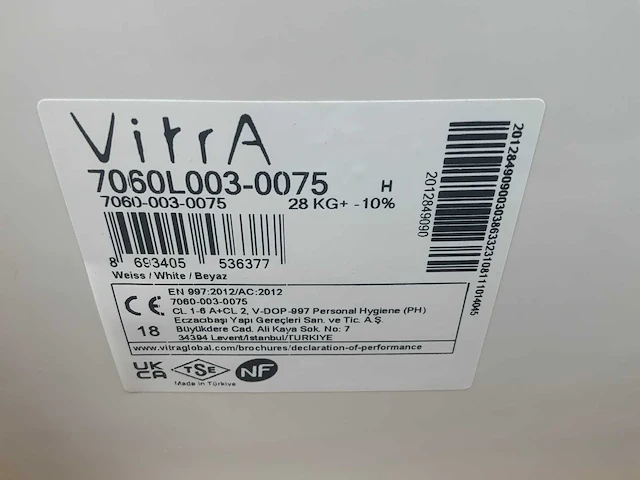 VitrA
7060L003-0075 H
7060-003-0075 28 KG+ -10%
8 693405 536377
Weiss / White / Beyaz
CE
18
EN 997:2012/AC:2012
7060-003-0075
CL 1-6 A+CL 2, V-DOP-997 Personal Hygiene (PH)
Eczacıbaşı Yapı Gereçleri San. ve Tic. A.Ş.
Büyükdere Cad. Ali Kaya Sok. No: 7
34394 Levent/Istanbul/TURKIYE
www.vitraglobal.com/brochures/declaration-of-performance
UK
CA
TSE
NF
Made in Türkiye
2012849090